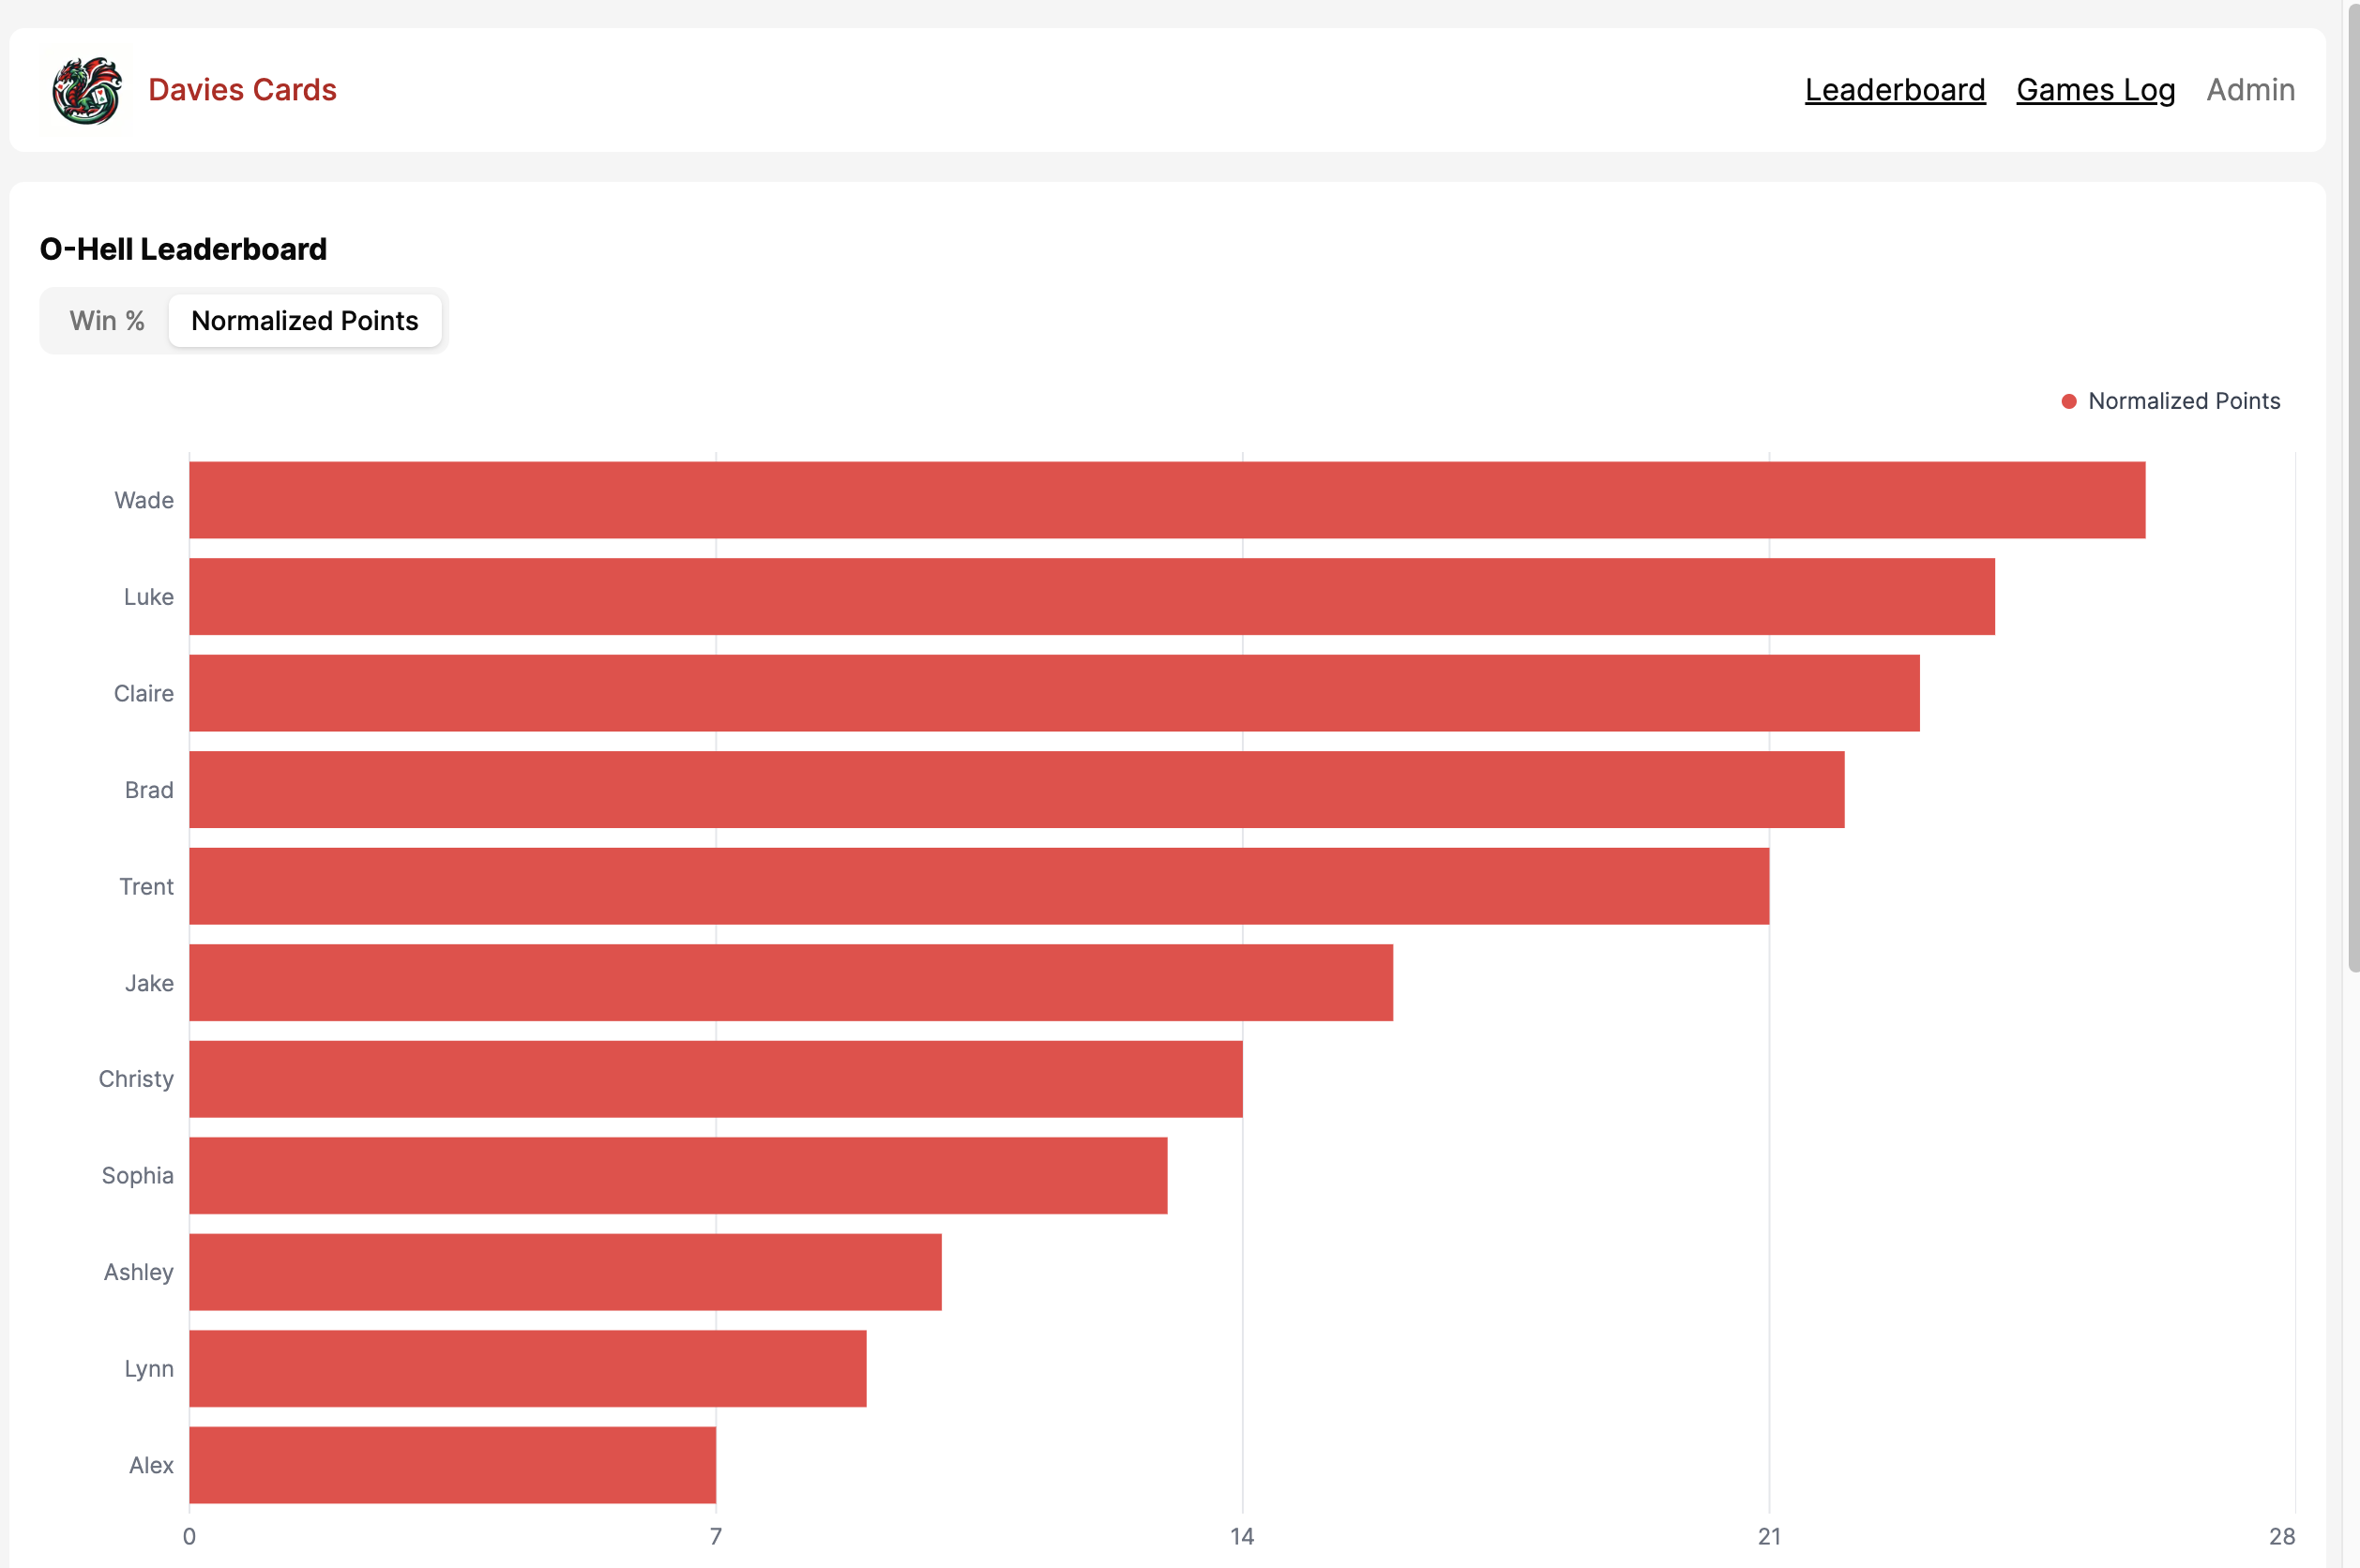 Davies Cards
Leaderboard Games Log Admin
O-Hell Leaderboard
Win % Normalized Points
Normalized Points
Wade
Luke
Claire
Brad
Trent
Jake
Christy
Sophia
Ashley
Lynn
Alex
0 7 14 21 28